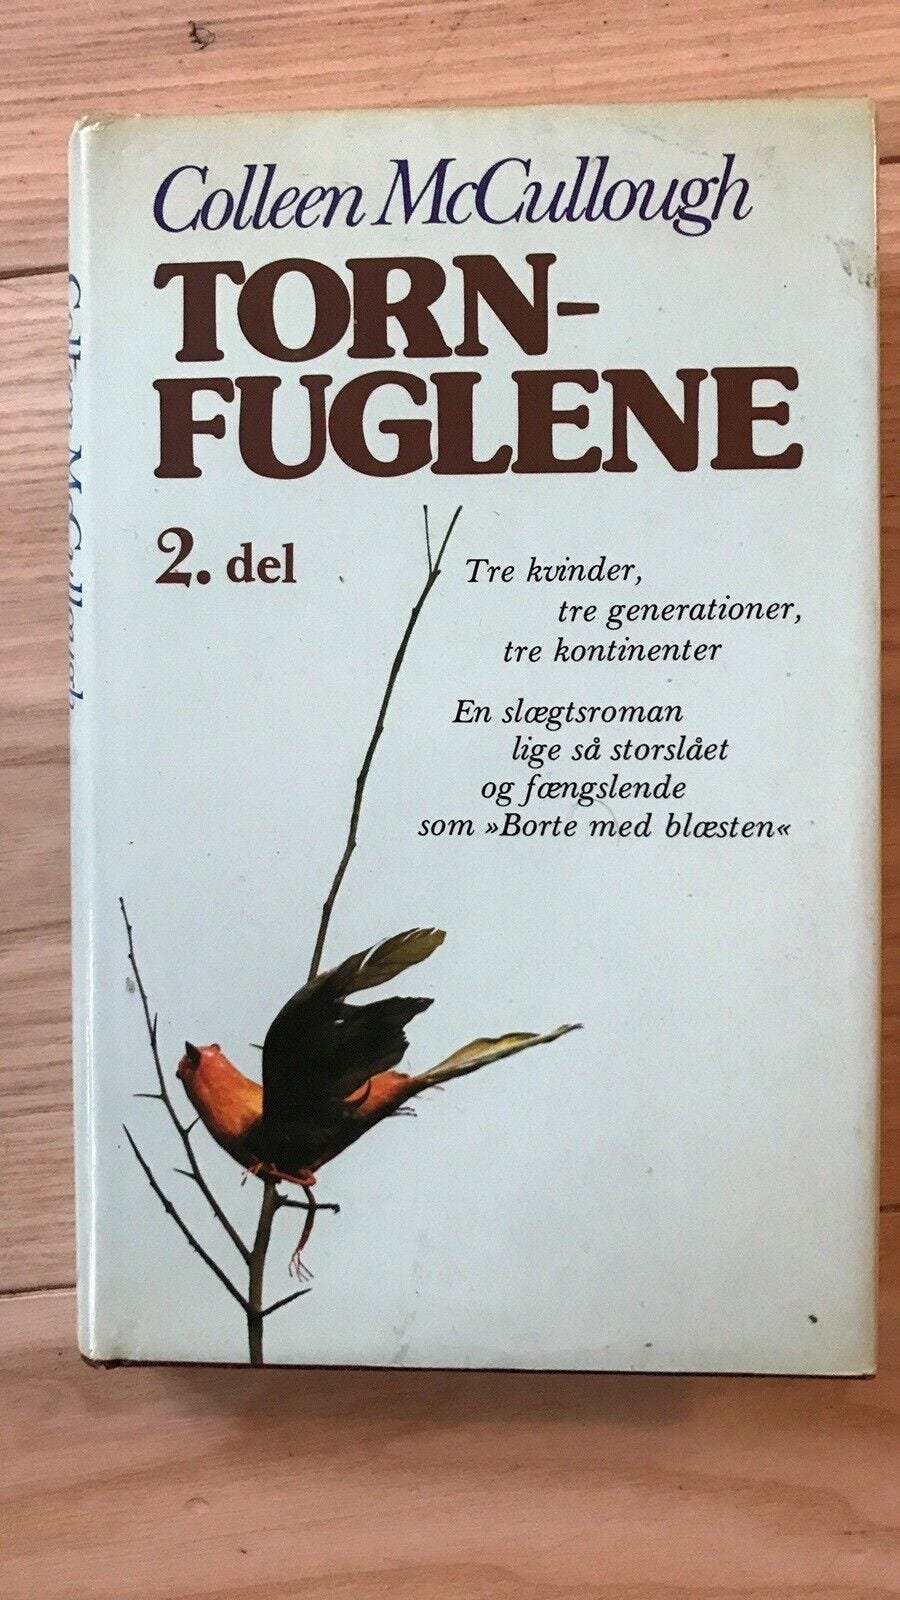 Colleen McCullough
TORN-
FUGLENE
2. del
Tre kvinder,
tre generationer,
tre kontinenter
En slægtsroman
lige så storslået
og fængslende
som »Borte med blæsten«
Colleen McCullough